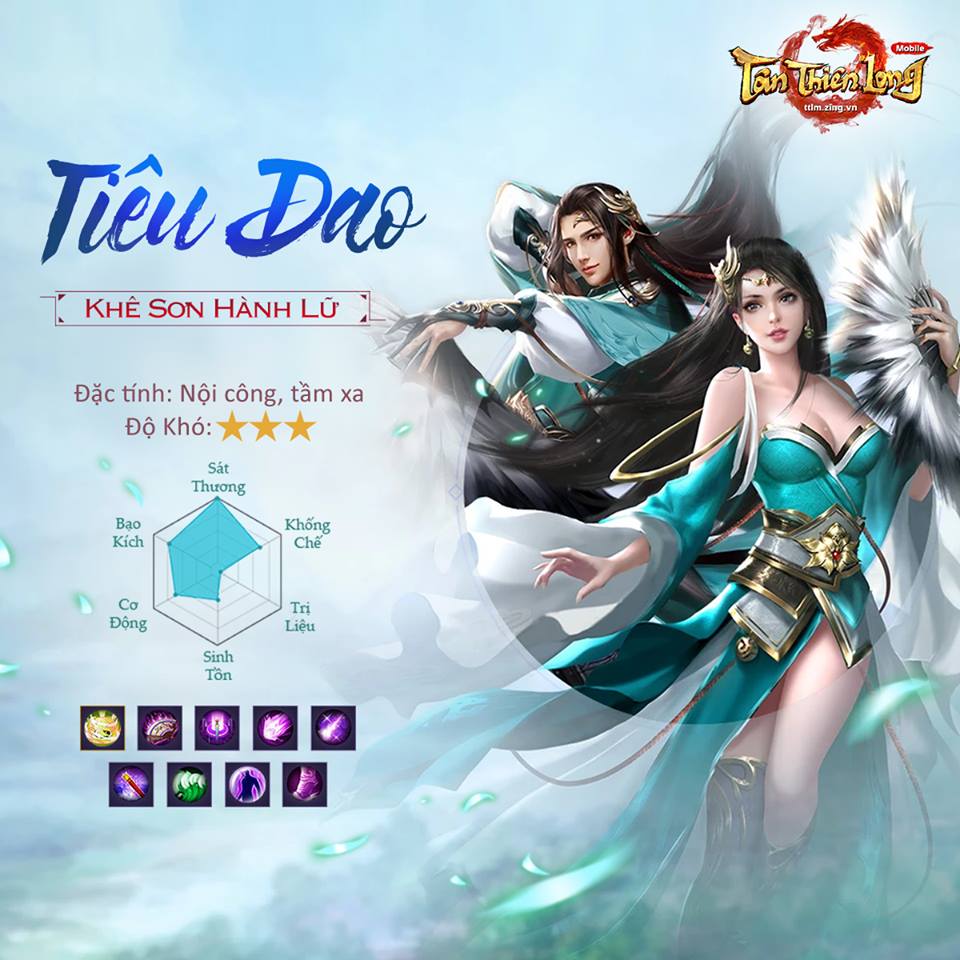 Mobile
Tân Thiên Long
ttlm.zing.vn
Tiêu Dao
KHÊ SƠN HÀNH LỮ
Đặc tính: Nội công, tầm xa
Độ Khó:
Sát
Thương
Bạo
Kích
Khống
Chế
Cơ
Động
Trị
Liệu
Sinh
Tồn